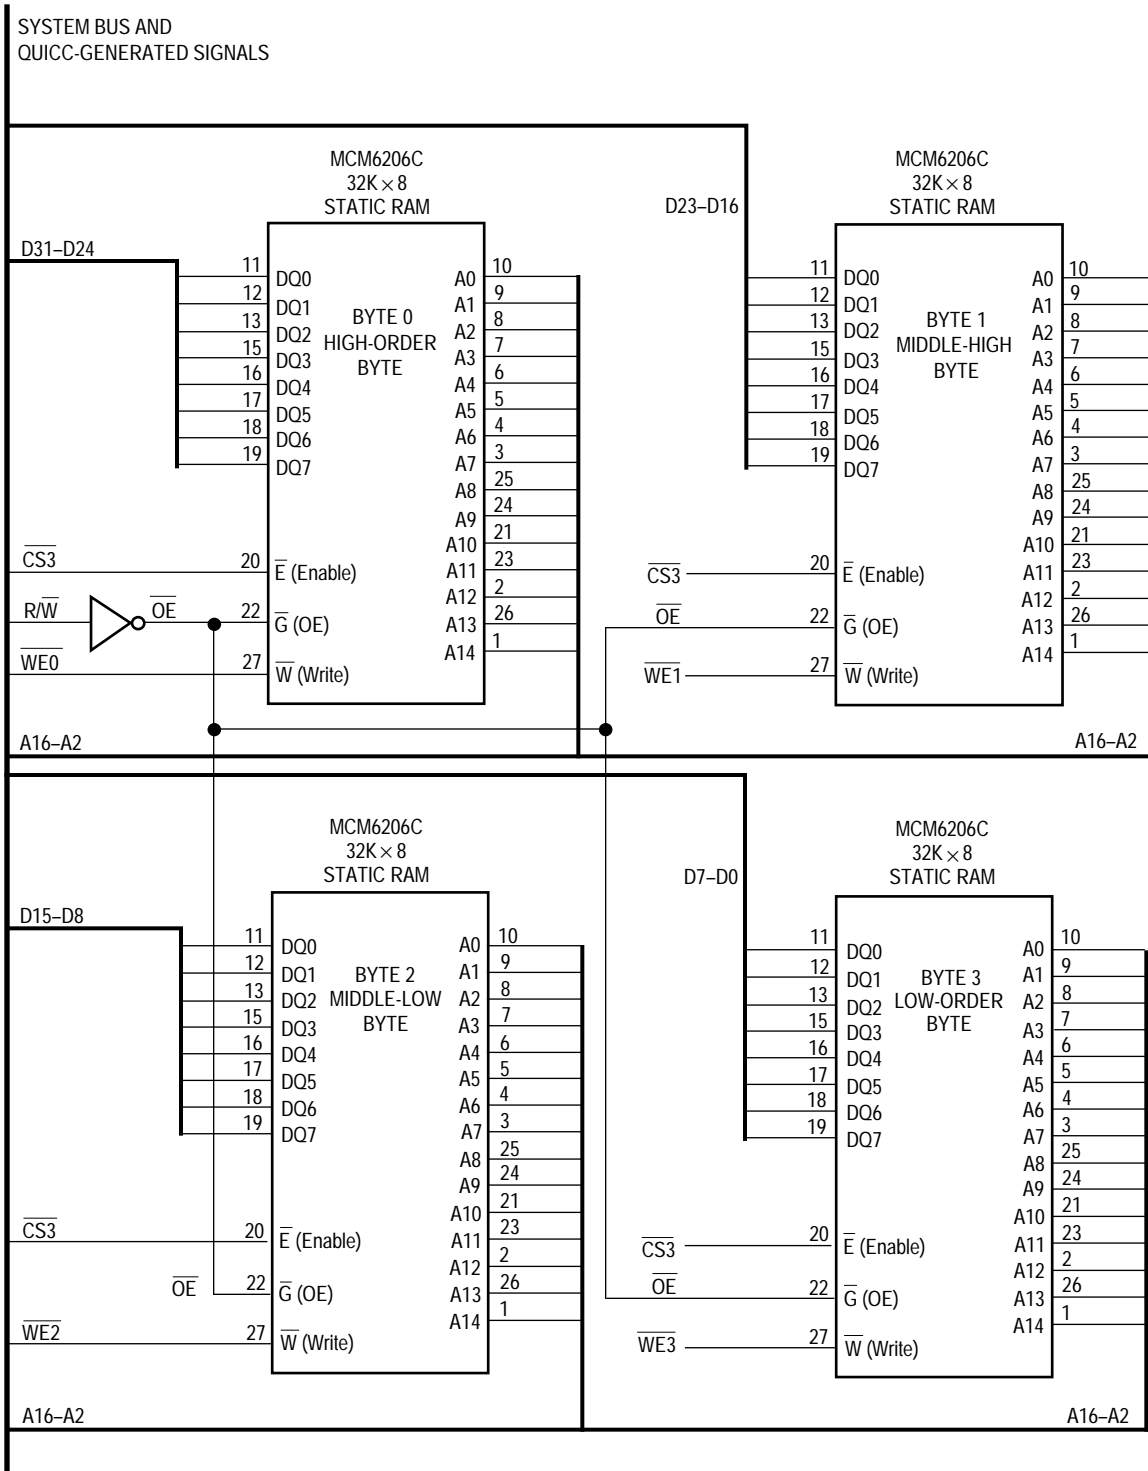 SYSTEM BUS AND
QUICC-GENERATED SIGNALS
MCM6206C
32K × 8
STATIC RAM
D31–D24
11 DQ0
12 DQ1
13 DQ2
15 DQ3
16 DQ4
17 DQ5
18 DQ6
19 DQ7
BYTE 0
HIGH-ORDER
BYTE
A0 10
A1 9
A2 8
A3 7
A4 6
A5 5
A6 4
A7 3
A8 25
A9 24
A10 21
A11 23
A12 2
A13 26
A14 1
C̅S̅3̅ 20 E̅ (Enable)
R/W̅ O̅E̅ 22 G̅ (OE)
W̅E̅0̅ 27 W̅ (Write)
A16–A2
MCM6206C
32K × 8
STATIC RAM
D23–D16
11 DQ0
12 DQ1
13 DQ2
15 DQ3
16 DQ4
17 DQ5
18 DQ6
19 DQ7
BYTE 1
MIDDLE-HIGH
BYTE
A0 10
A1 9
A2 8
A3 7
A4 6
A5 5
A6 4
A7 3
A8 25
A9 24
A10 21
A11 23
A12 2
A13 26
A14 1
C̅S̅3̅ 20 E̅ (Enable)
O̅E̅ 22 G̅ (OE)
W̅E̅1̅ 27 W̅ (Write)
A16–A2
MCM6206C
32K × 8
STATIC RAM
D15–D8
11 DQ0
12 DQ1
13 DQ2
15 DQ3
16 DQ4
17 DQ5
18 DQ6
19 DQ7
BYTE 2
MIDDLE-LOW
BYTE
A0 10
A1 9
A2 8
A3 7
A4 6
A5 5
A6 4
A7 3
A8 25
A9 24
A10 21
A11 23
A12 2
A13 26
A14 1
C̅S̅3̅ 20 E̅ (Enable)
O̅E̅ 22 G̅ (OE)
W̅E̅2̅ 27 W̅ (Write)
A16–A2
MCM6206C
32K × 8
STATIC RAM
D7–D0
11 DQ0
12 DQ1
13 DQ2
15 DQ3
16 DQ4
17 DQ5
18 DQ6
19 DQ7
BYTE 3
LOW-ORDER
BYTE
A0 10
A1 9
A2 8
A3 7
A4 6
A5 5
A6 4
A7 3
A8 25
A9 24
A10 21
A11 23
A12 2
A13 26
A14 1
C̅S̅3̅ 20 E̅ (Enable)
O̅E̅ 22 G̅ (OE)
W̅E̅3̅ 27 W̅ (Write)
A16–A2